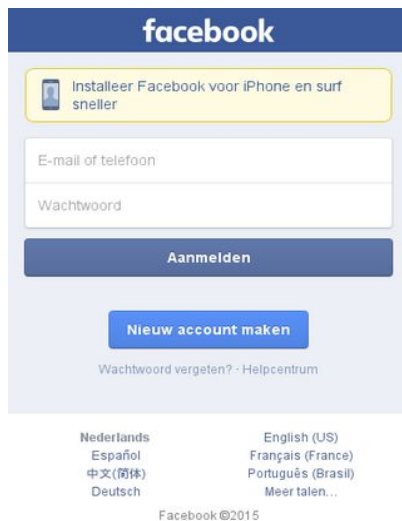 facebook
Installeer Facebook voor iPhone en surf
sneller
E-mail of telefoon
Wachtwoord
Aanmelden
Nieuw account maken
Wachtwoord vergeten? · Helpcentrum
Nederlands English (US)
Español Français (France)
中文(简体) Português (Brasil)
Deutsch Meer talen...
Facebook ©2015